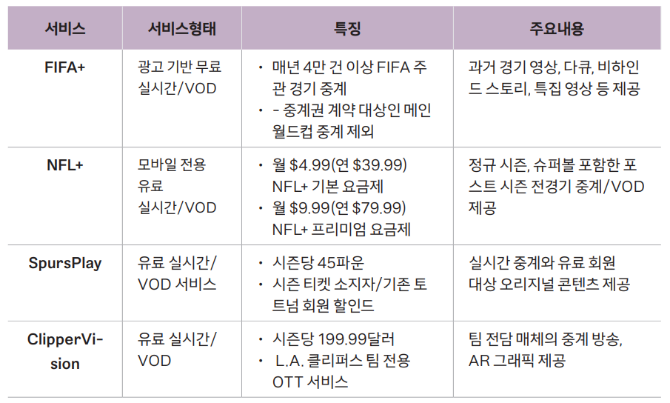 서비스 서비스형태 특징 주요내용
FIFA+
광고 기반 무료
실시간/VOD
• 매년 4만 건 이상 FIFA 주
관 경기 중계
• - 중계권 계약 대상인 메인
월드컵 중계 제외
과거 경기 영상, 다큐, 비하인
드 스토리, 특집 영상 등 제공
NFL+
모바일 전용
유료
실시간/VOD
• 월 $4.99(연 $39.99)
NFL+ 기본 요금제
• 월 $9.99(연 $79.99)
NFL+ 프리미엄 요금제
정규 시즌, 슈퍼볼 포함한 포
스트 시즌 전경기 중계/VOD
제공
SpursPlay
유료 실시간/
VOD 서비스
• 시즌당 45파운
• 시즌 티켓 소지자/기존 토
트넘 회원 할인드
실시간 중계와 유료 회원
대상 오리지널 콘텐츠 제공
ClipperVi-
sion
유료 실시간/
VOD
• 시즌당 199.99달러
• L.A. 클리퍼스 팀 전용
OTT 서비스
팀 전담 매체의 중계 방송,
AR 그래픽 제공